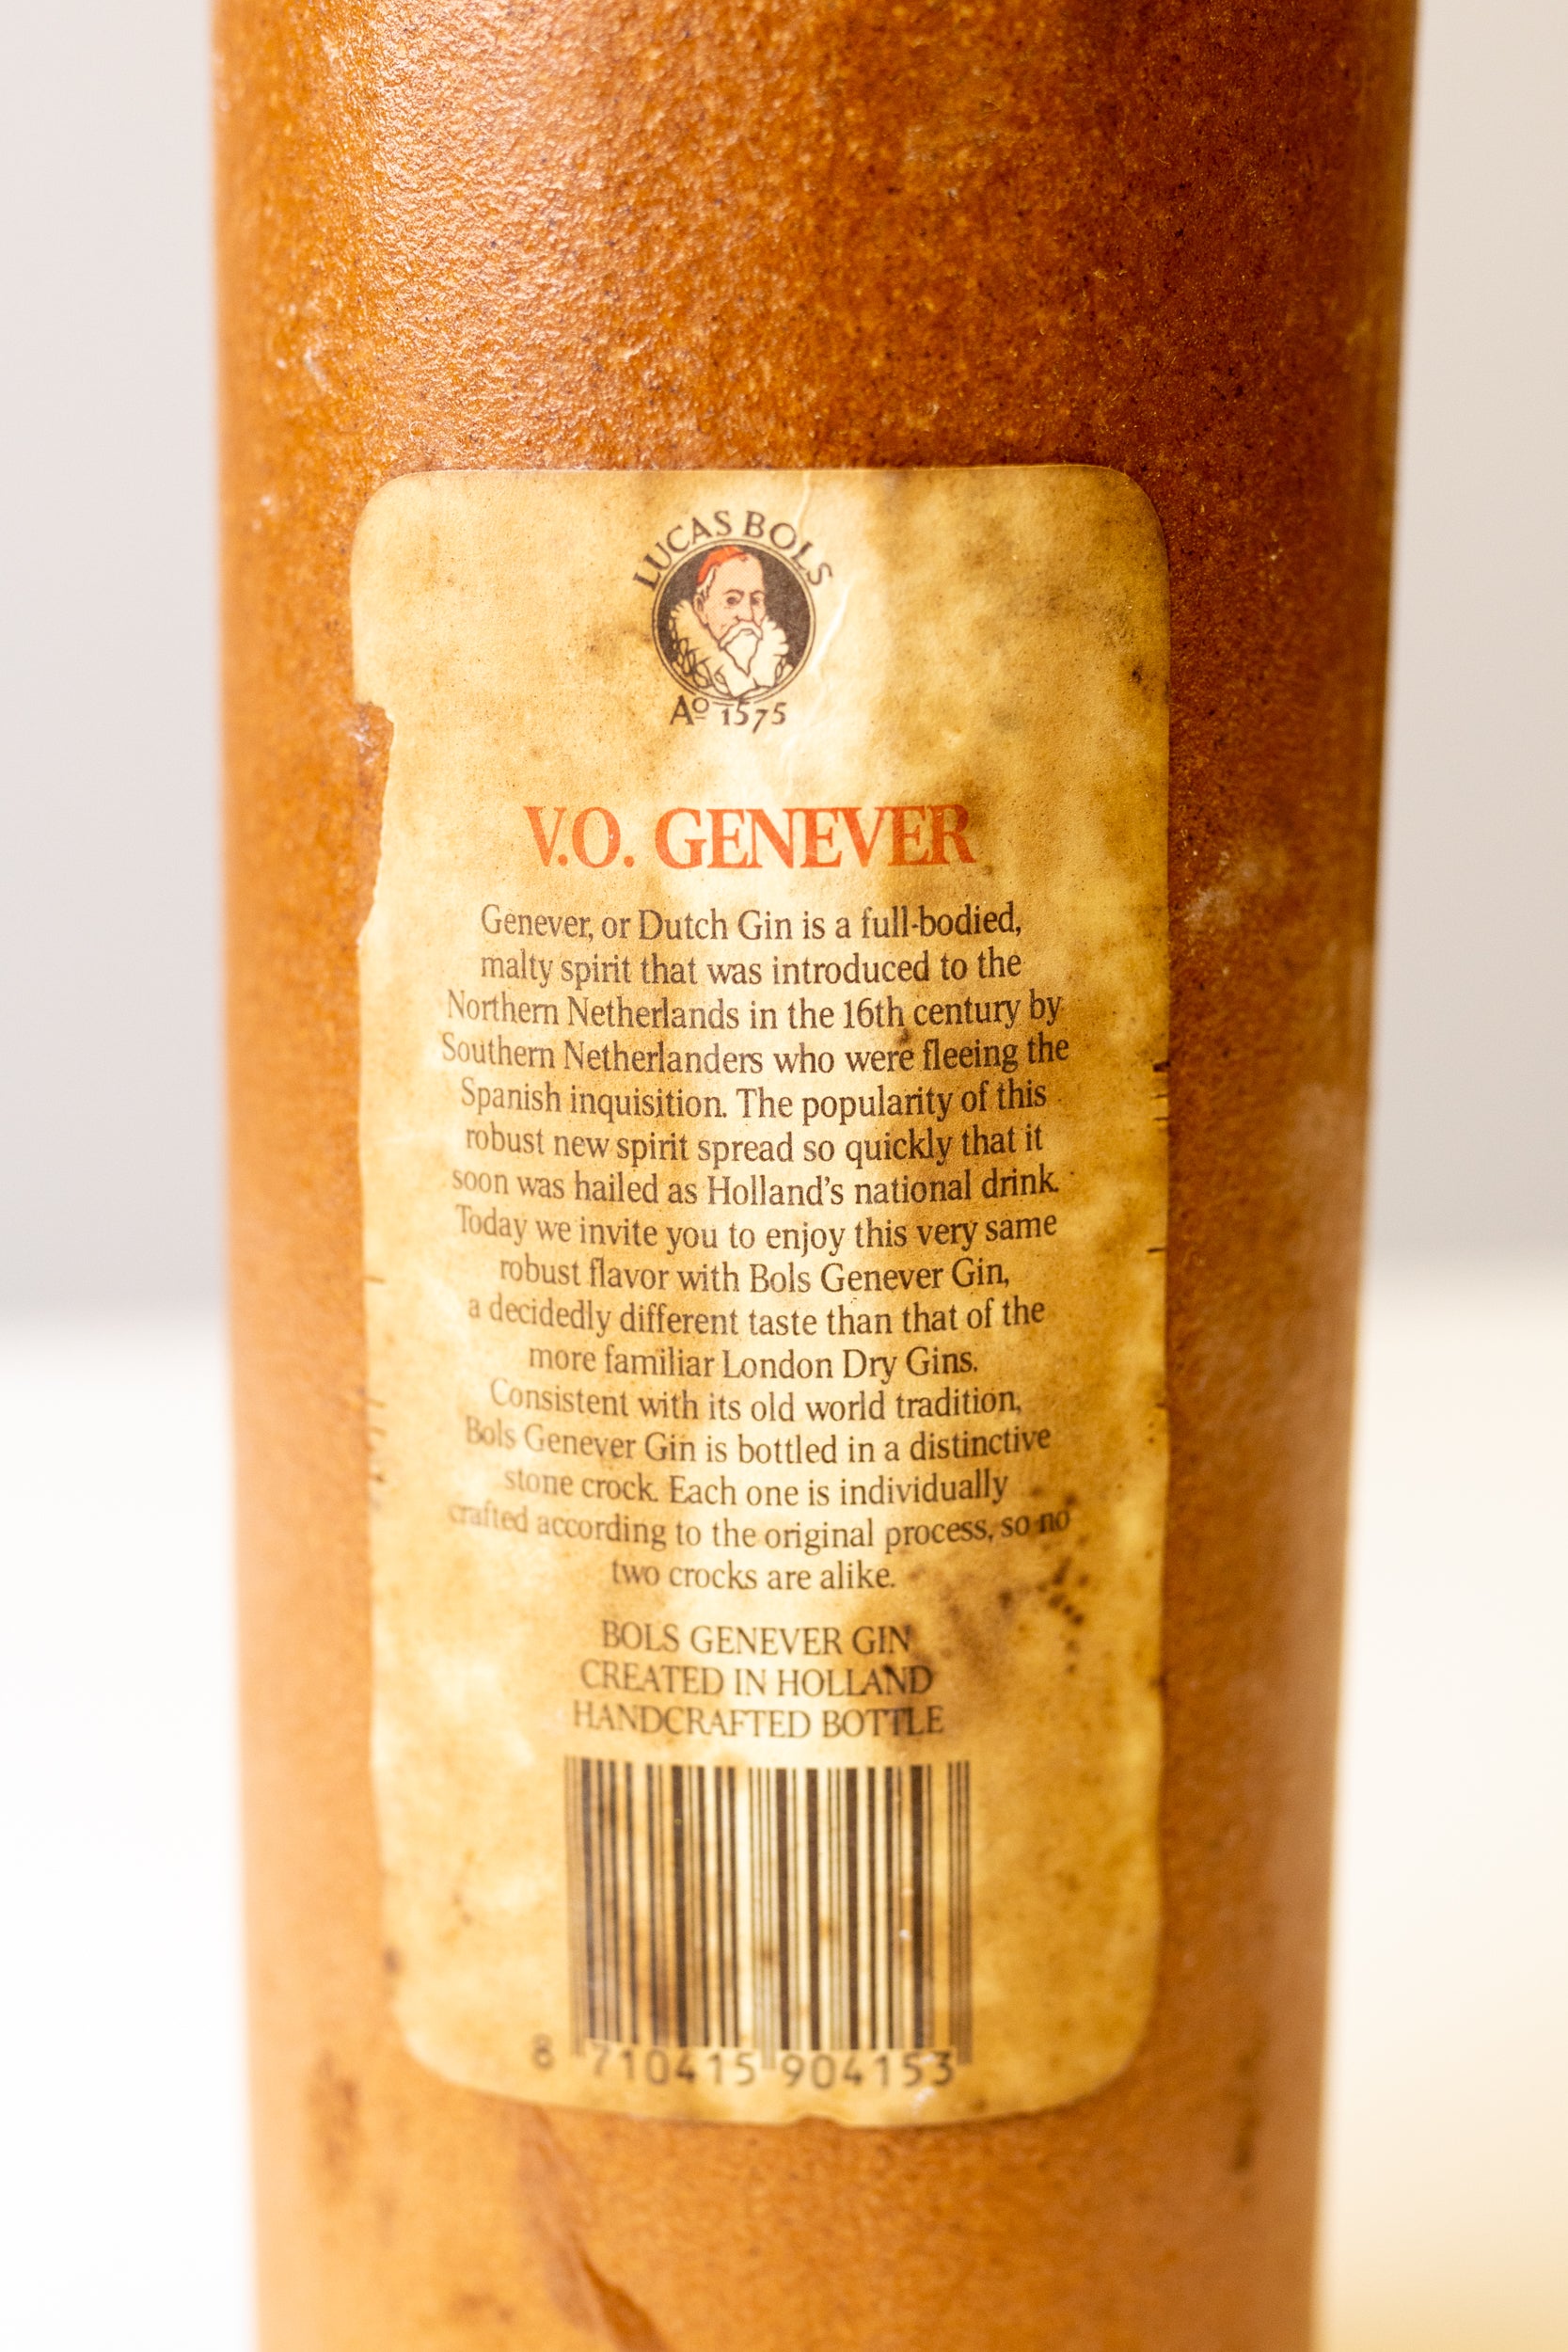 LUCAS BOLS
Aº 1575
V.O. GENEVER
Genever, or Dutch Gin is a full-bodied,
malty spirit that was introduced to the
Northern Netherlands in the 16th century by
Southern Netherlanders who were fleeing the
Spanish inquisition. The popularity of this
robust new spirit spread so quickly that it
soon was hailed as Holland's national drink.
Today we invite you to enjoy this very same
robust flavor with Bols Genever Gin,
a decidedly different taste than that of the
more familiar London Dry Gins.
Consistent with its old world tradition,
Bols Genever Gin is bottled in a distinctive
stone crock. Each one is individually
crafted according to the original process, so no
two crocks are alike.
BOLS GENEVER GIN
CREATED IN HOLLAND
HANDCRAFTED BOTTLE
8 710415 904153